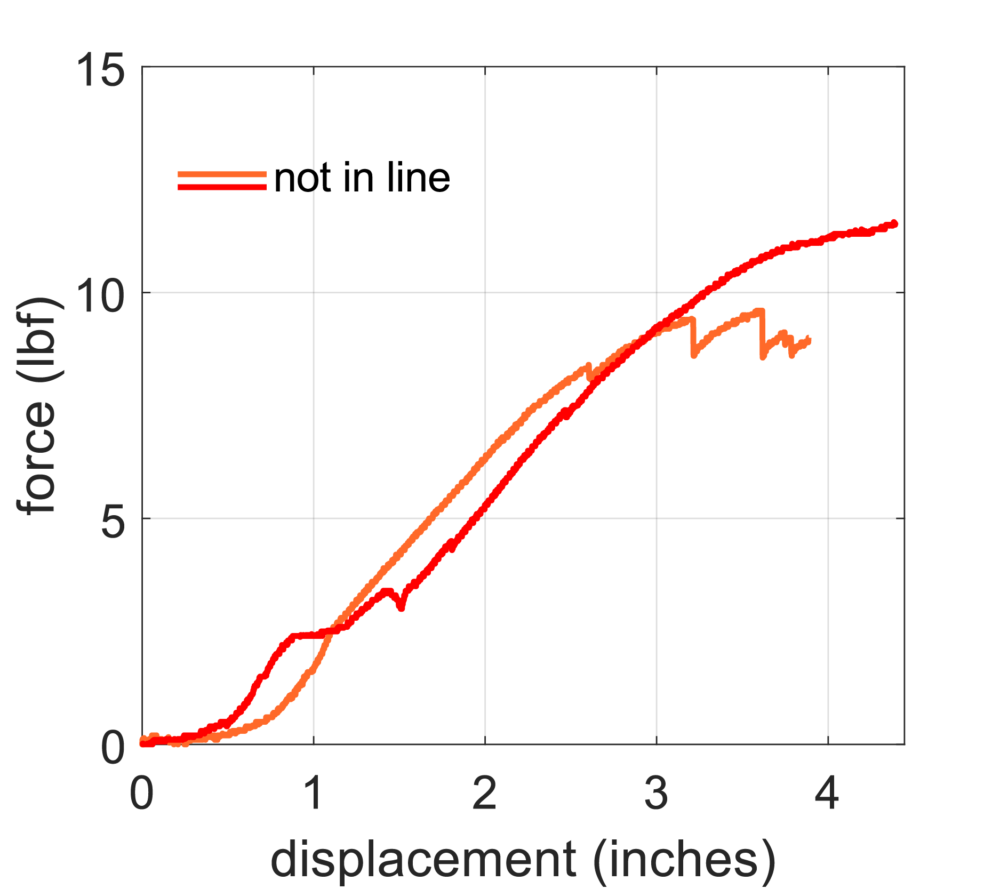 15
not in line
10
force (lbf)
5
0
0 1 2 3 4
displacement (inches)